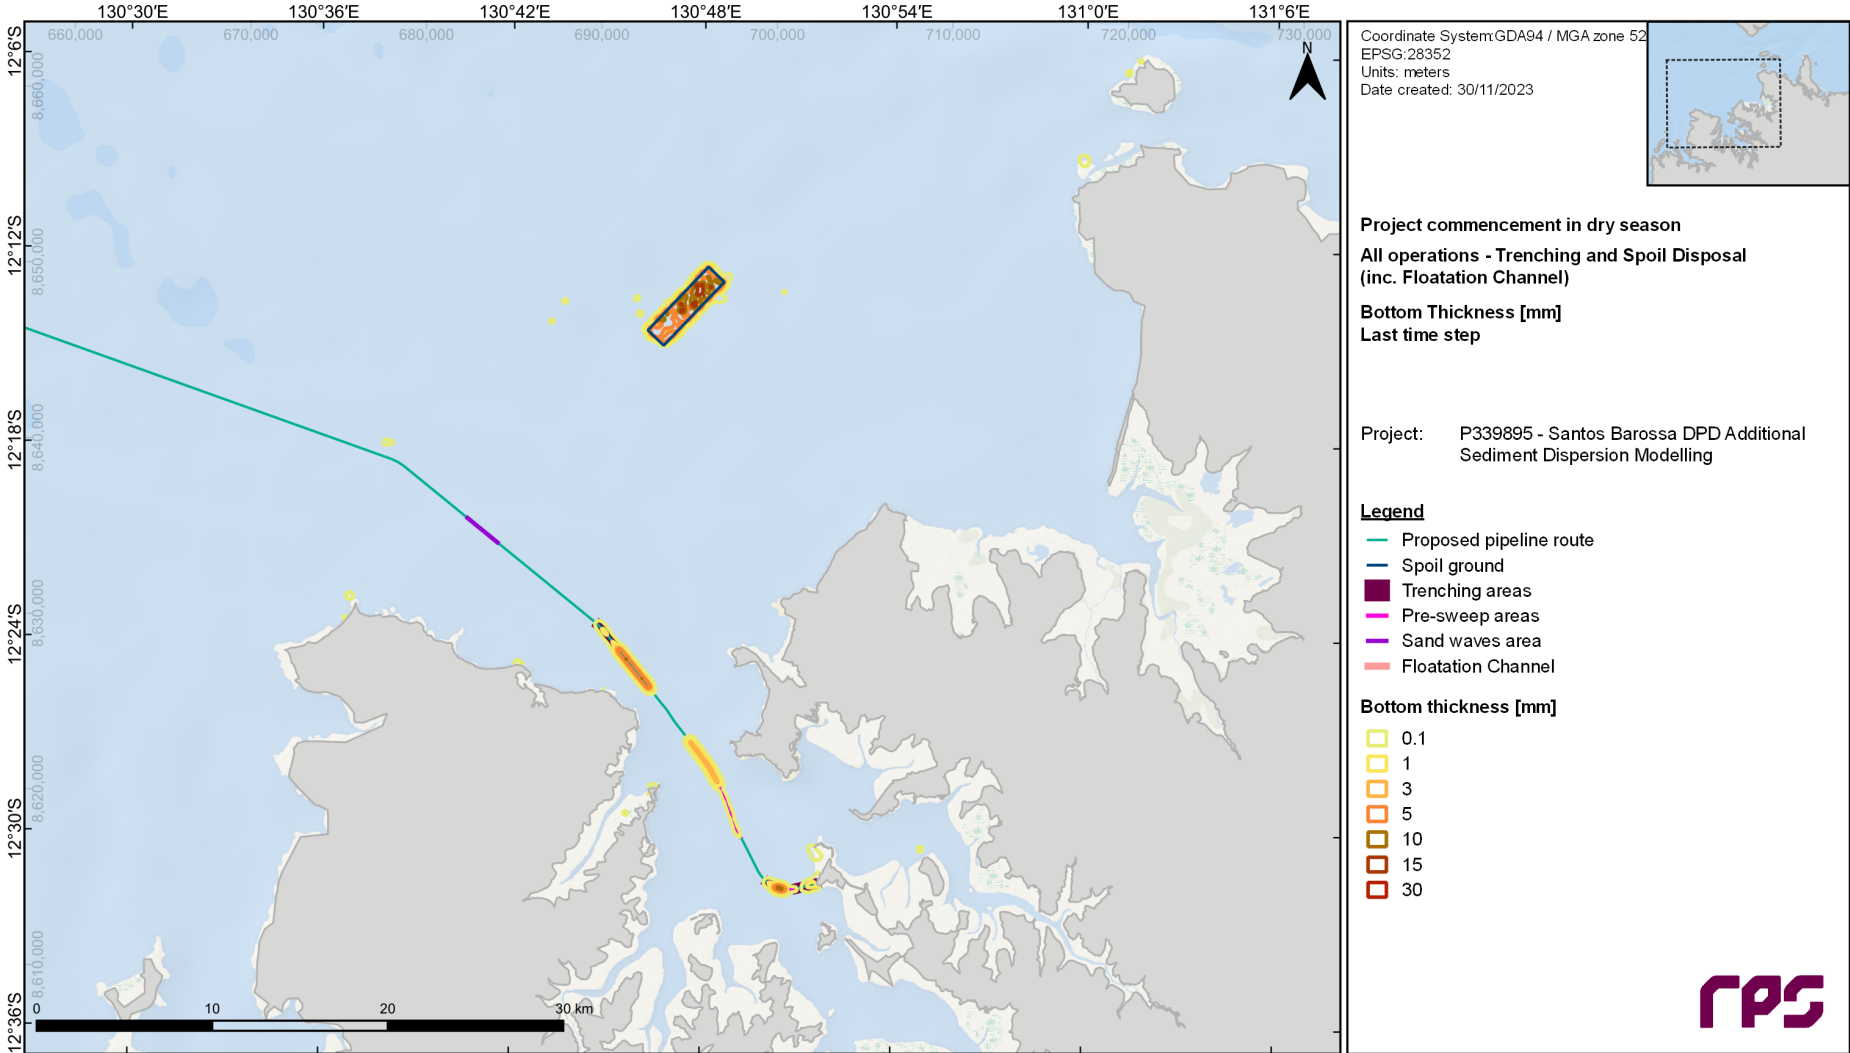 130°30′E 130°36′E 130°42′E 130°48′E 130°54′E 131°0′E 131°6′E
660,000 670,000 680,000 690,000 700,000 710,000 720,000 730,000
12°6′S
8,660,000
12°12′S
8,650,000
12°18′S
8,640,000
12°24′S
8,630,000
12°30′S
8,620,000
12°36′S
8,610,000
N
0 10 20 30 km
Coordinate System:GDA94 / MGA zone 52
EPSG:28352
Units: meters
Date created: 30/11/2023
Project commencement in dry season
All operations - Trenching and Spoil Disposal
(inc. Floatation Channel)
Bottom Thickness [mm]
Last time step
Project: P339895 - Santos Barossa DPD Additional
Sediment Dispersion Modelling
Legend
Proposed pipeline route
Spoil ground
Trenching areas
Pre-sweep areas
Sand waves area
Floatation Channel
Bottom thickness [mm]
0.1
1
3
5
10
15
30
rps